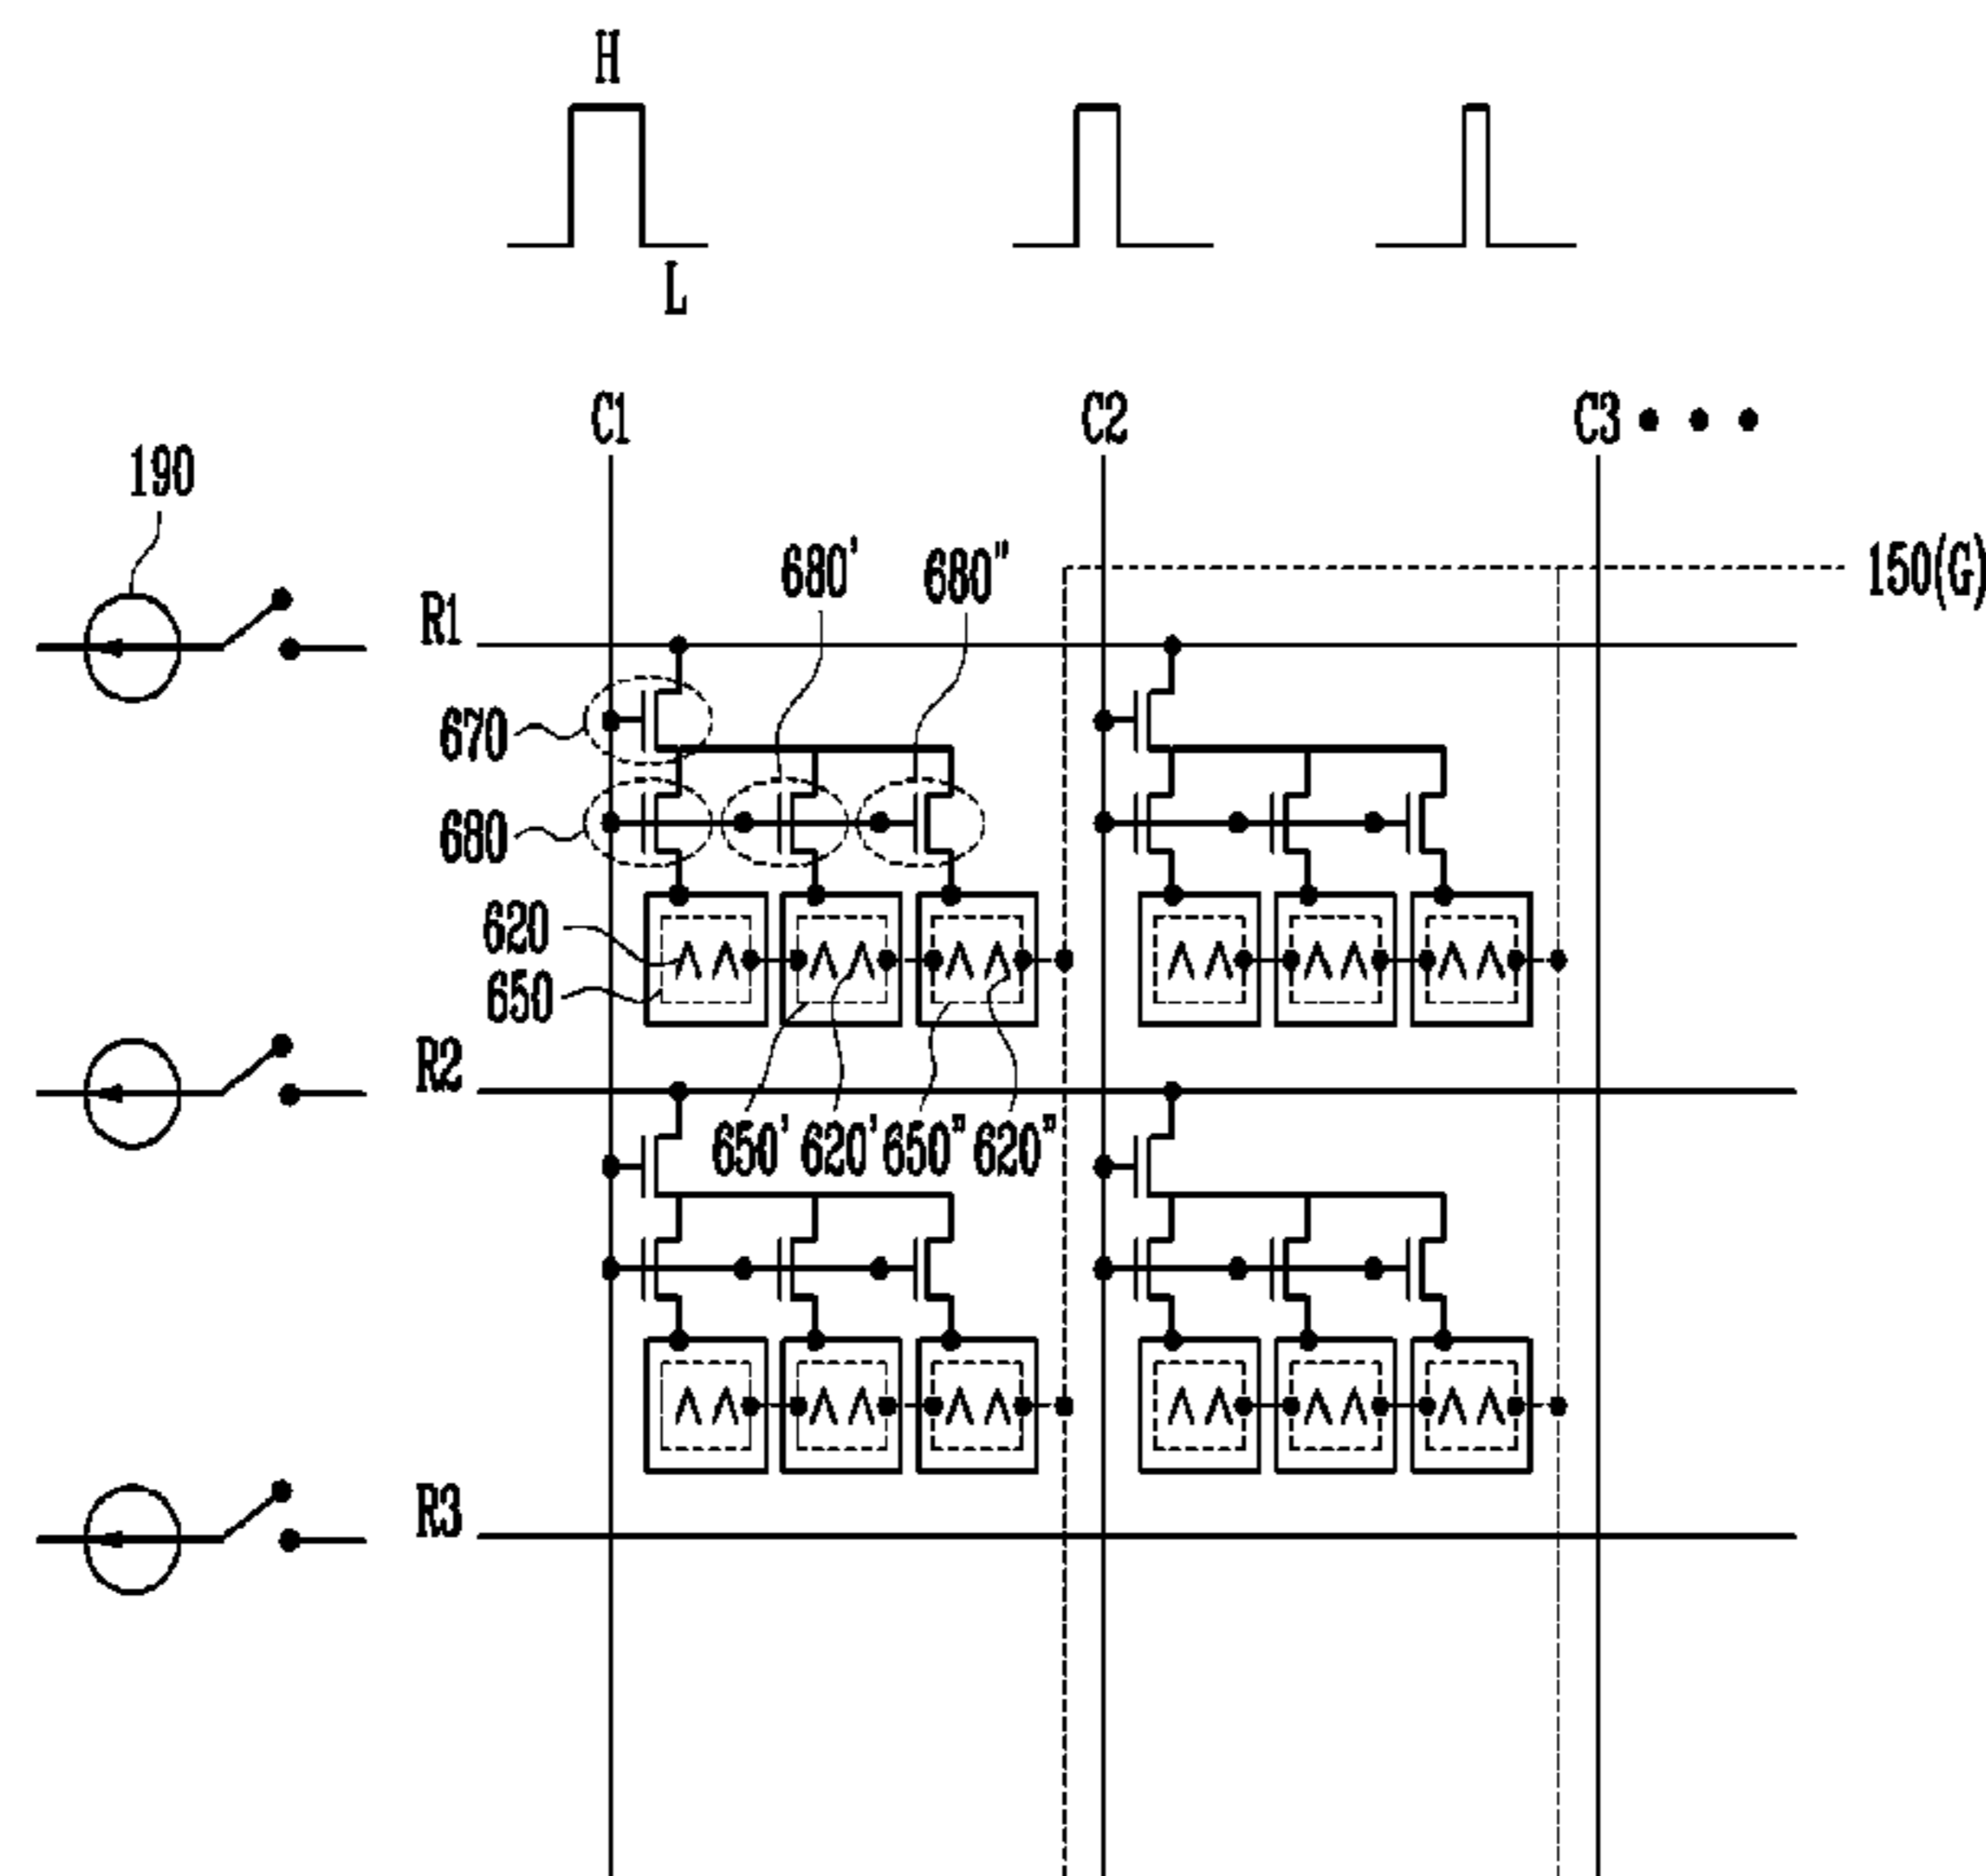 H
L
C1 C2 C3 • • •
190
680' 680" 150(G)
R1
670
680
620
650
R2
650' 620' 650" 620"
R3